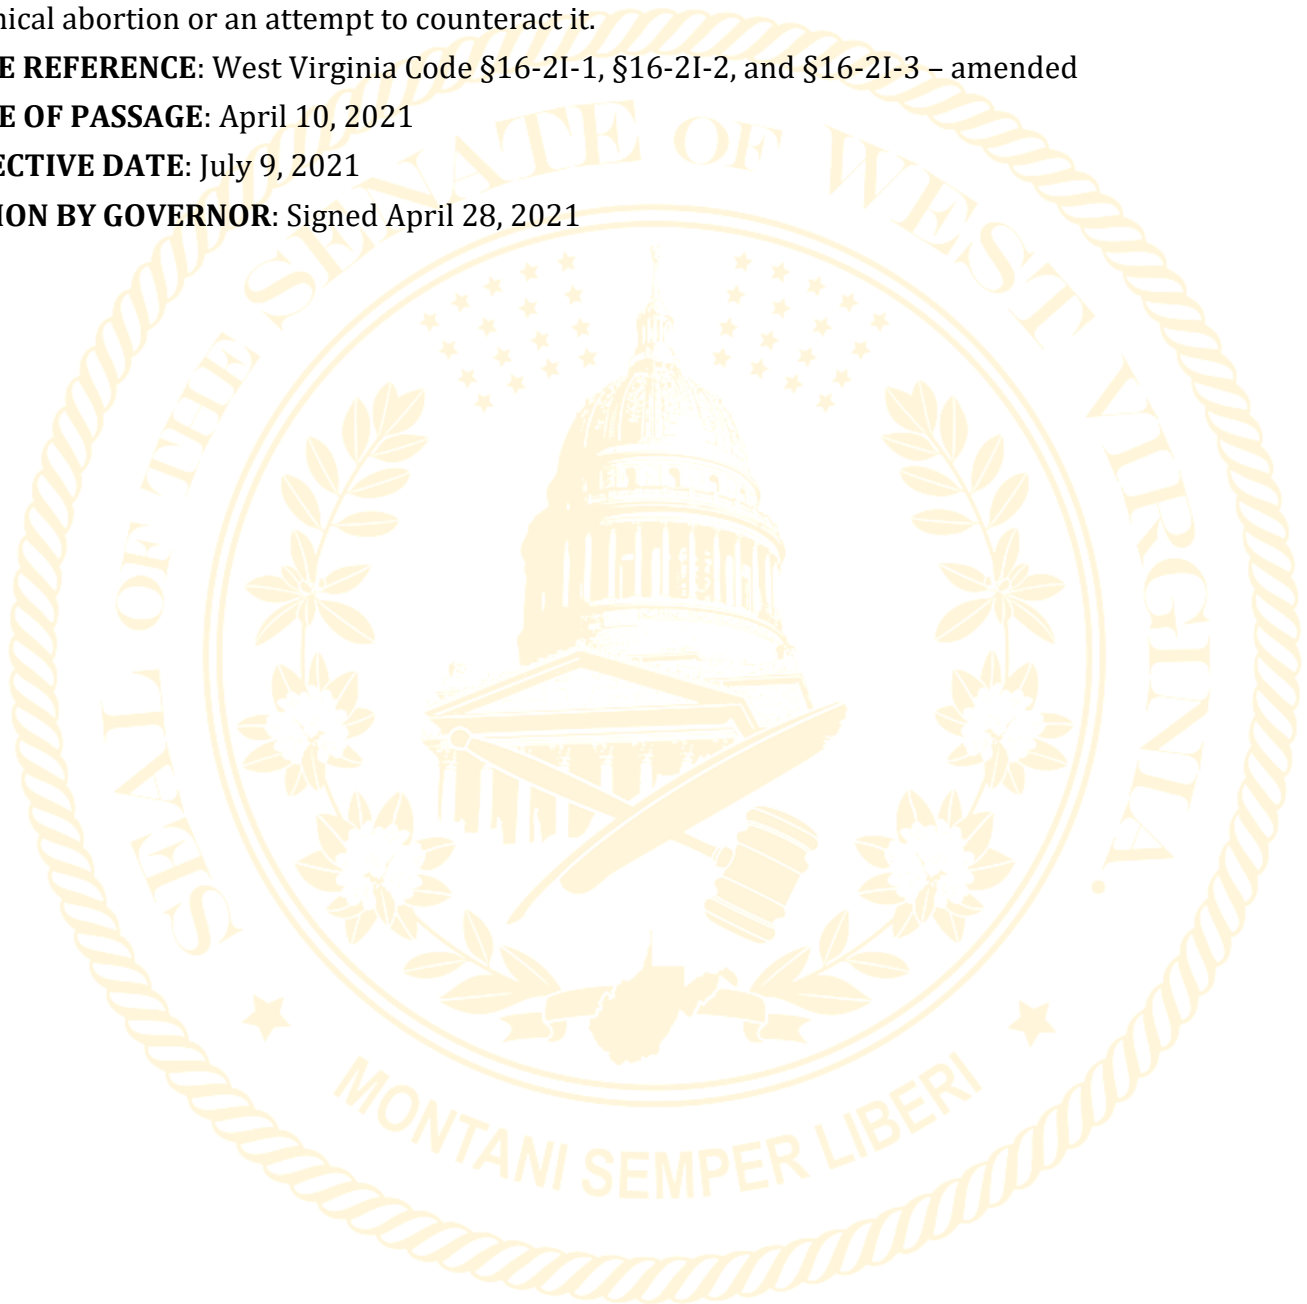 nical abortion or an attempt to counteract it.
E REFERENCE: West Virginia Code §16-2I-1, §16-2I-2, and §16-2I-3 – amended
E OF PASSAGE: April 10, 2021
ECTIVE DATE: July 9, 2021
ION BY GOVERNOR: Signed April 28, 2021
SEAL OF THE SENATE OF WEST VIRGINIA.
MONTANI SEMPER LIBERI